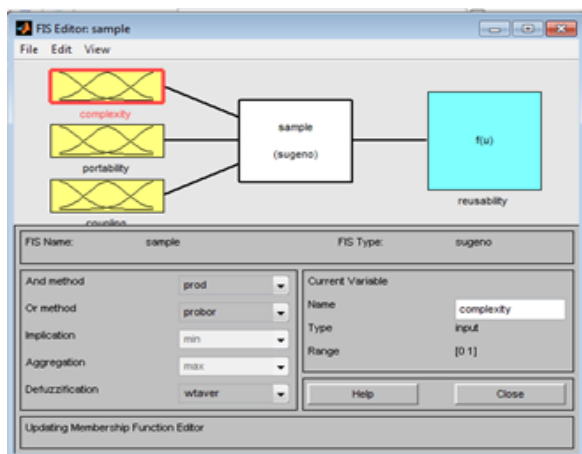 FIS Editor: sample
File Edit View
complexity
portability
coupling
sample
(sugeno)
f(u)
reusability
FIS Name: sample FIS Type: sugeno
And method prod
Or method probor
Implication min
Aggregation max
Defuzzification wtaver
Current Variable
Name complexity
Type input
Range [0 1]
Help Close
Updating Membership Function Editor